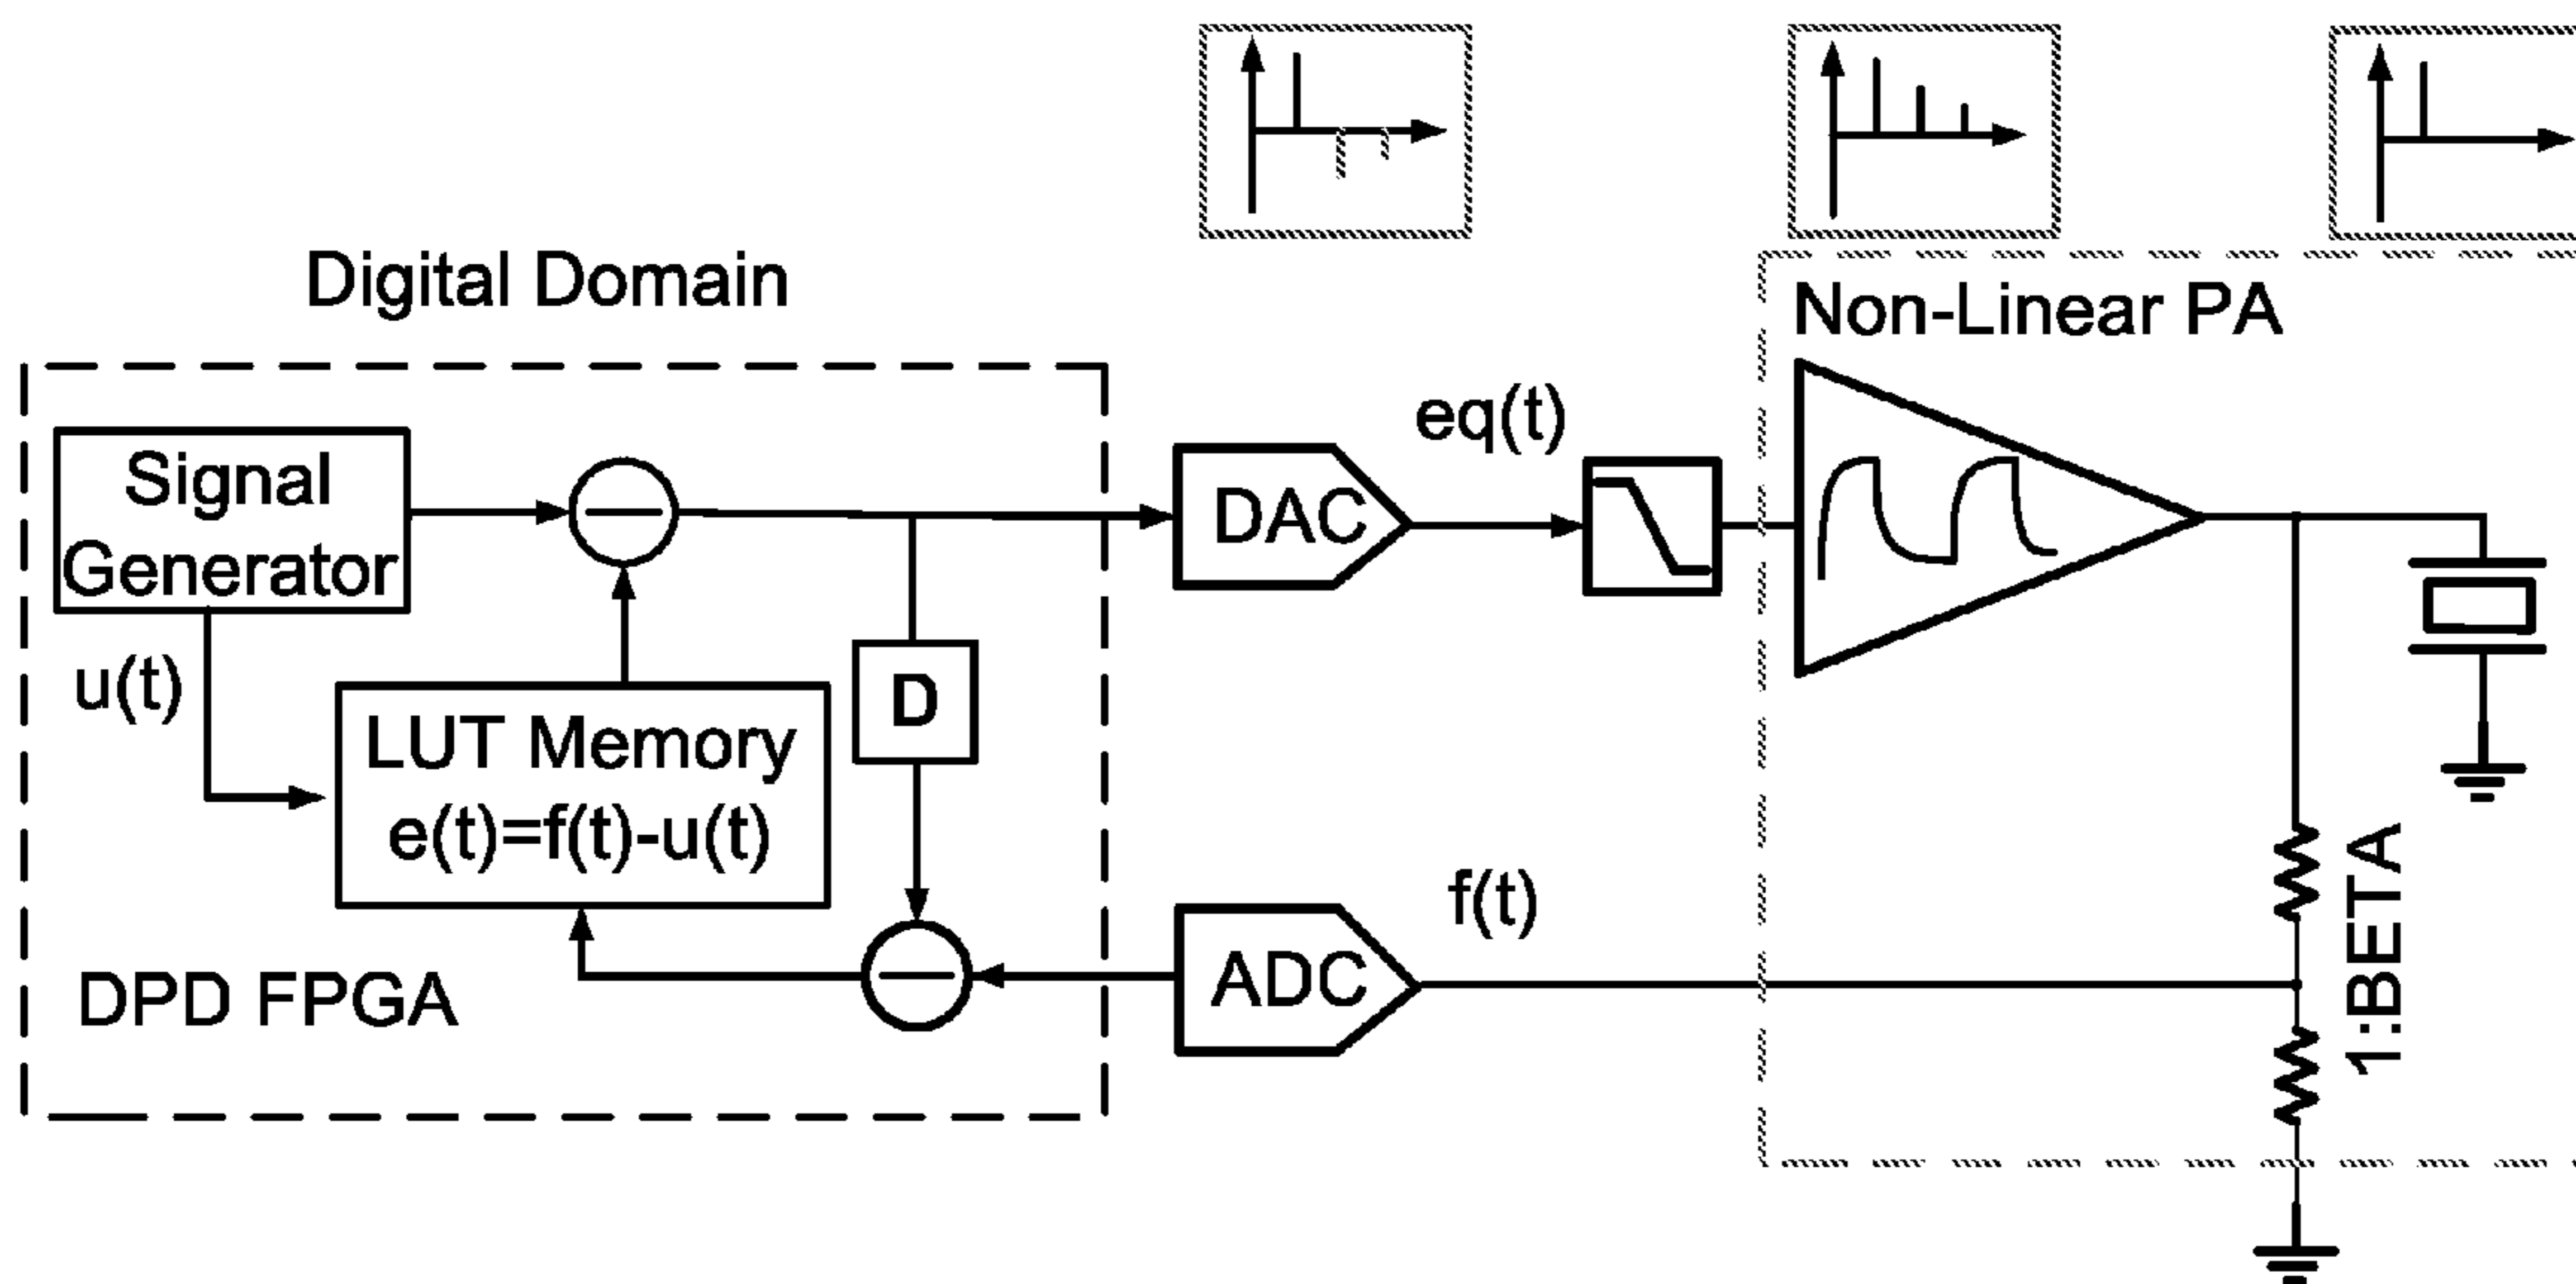 Digital Domain
Non-Linear PA
Signal
Generator
eq(t)
DAC
u(t)
D
LUT Memory
e(t)=f(t)-u(t)
f(t)
1:BETA
DPD FPGA
ADC